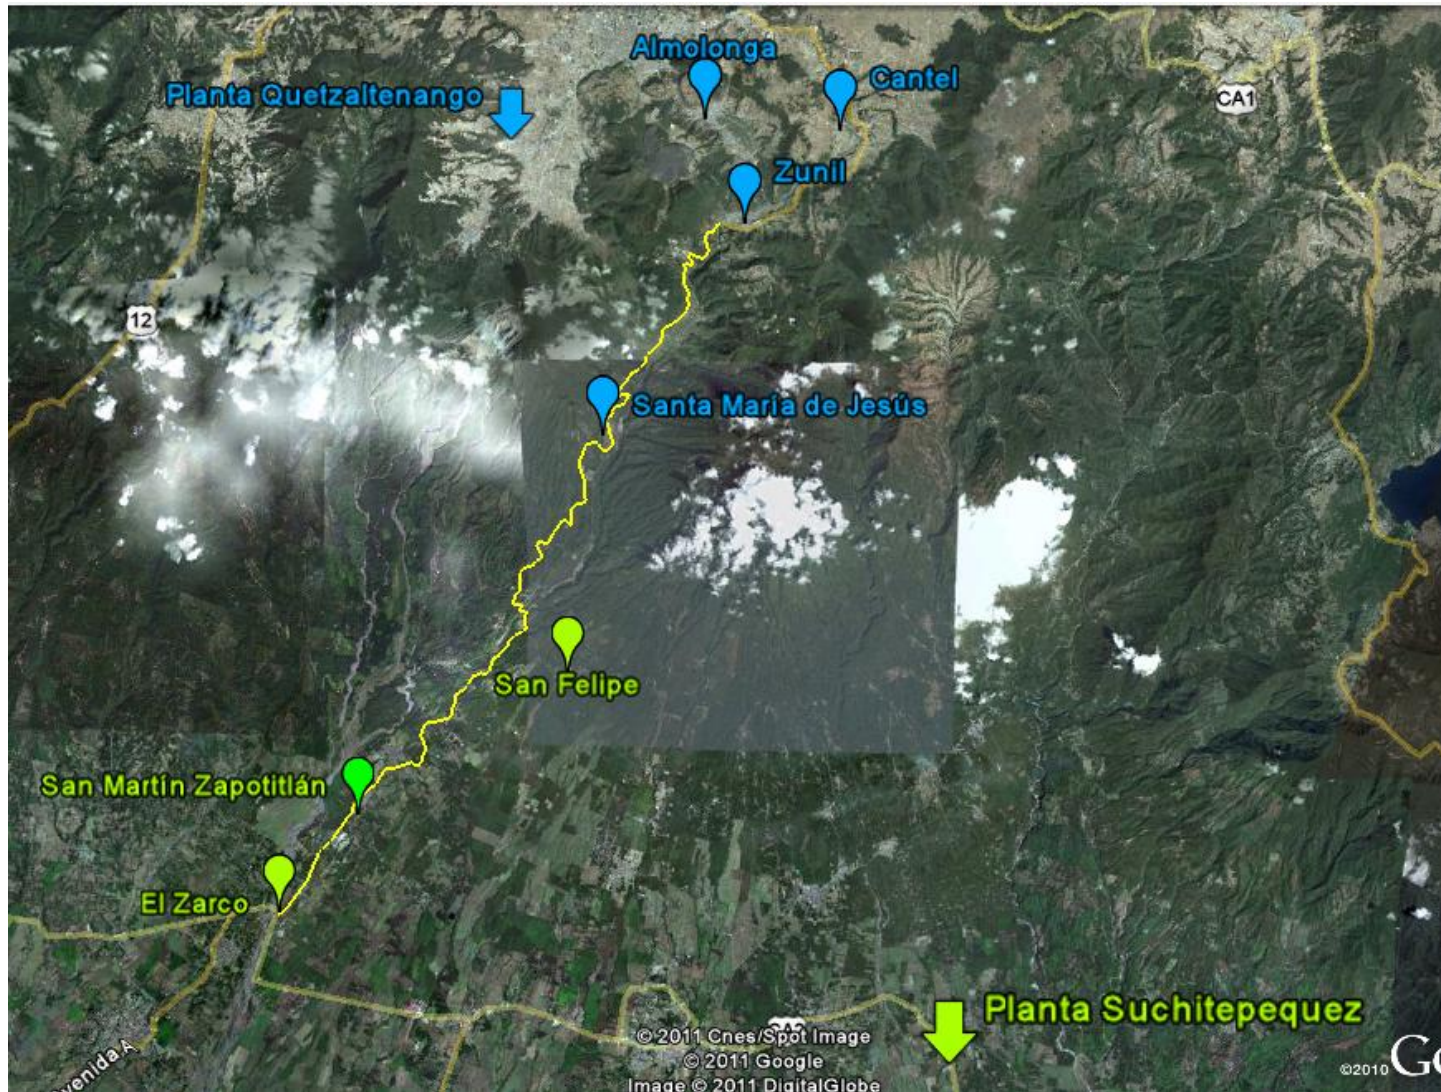 Almolonga
Planta Quetzaltenango
Cantel
CA1
Zunil
12
Santa María de Jesús
San Felipe
San Martín Zapotitlán
El Zarco
Planta Suchitepequez
© 2011 Cnes/Spot Image
© 2011 Google
Image © 2011 DigitalGlobe
©2010
Go